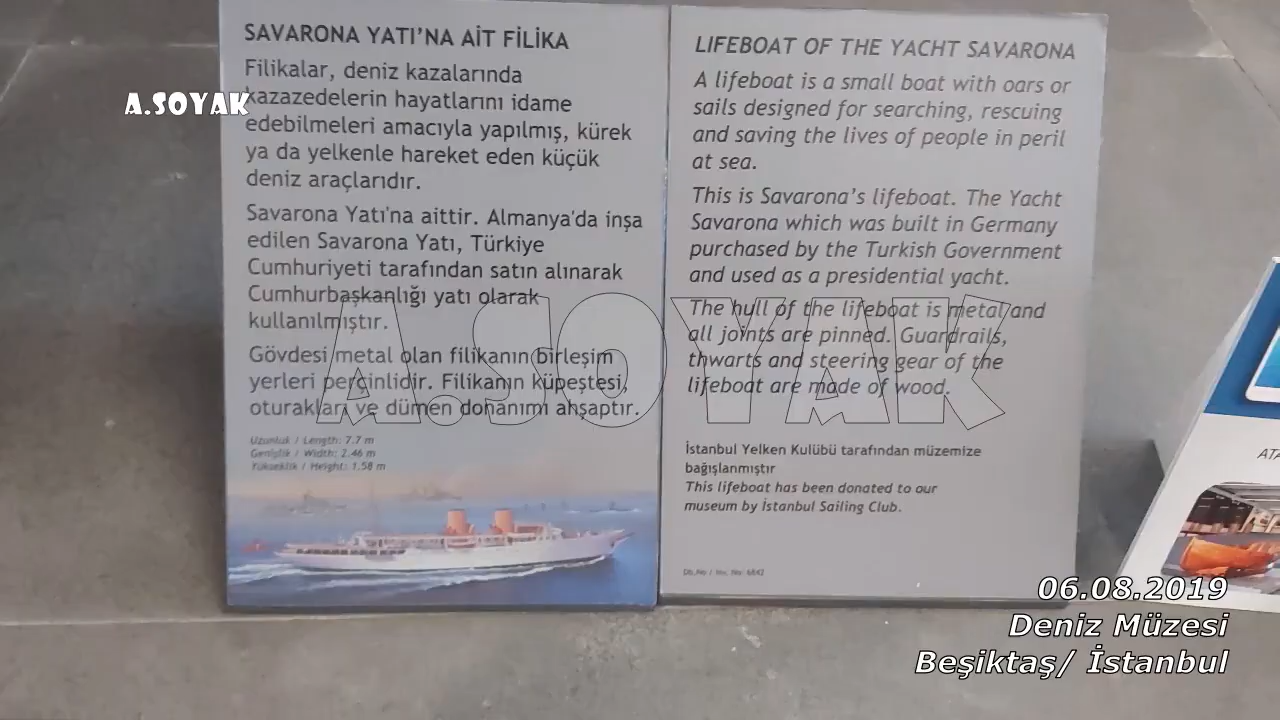 SAVARONA YATI'NA AİT FİLİKA
Filikalar, deniz kazalarında
kazazedelerin hayatlarını idame
edebilmeleri amacıyla yapılmış, kürek
ya da yelkenle hareket eden küçük
deniz araçlarıdır.
Savarona Yatı'na aittir. Almanya'da inşa
edilen Savarona Yatı, Türkiye
Cumhuriyeti tarafından satın alınarak
Cumhurbaşkanlığı yatı olarak
kullanılmıştır.
Gövdesi metal olan filikanın birleşim
yerleri perçinlidir. Filikanın küpeştesi,
oturakları ve dümen donanımı ahşaptır.
Uzunluk / Length: 7.7 m
Genişlik / Width: 2.46 m
Yükseklik / Height: 1.58 m
LIFEBOAT OF THE YACHT SAVARONA
A lifeboat is a small boat with oars or
sails designed for searching, rescuing
and saving the lives of people in peril
at sea.
This is Savarona's lifeboat. The Yacht
Savarona which was built in Germany
purchased by the Turkish Government
and used as a presidential yacht.
The hull of the lifeboat is metal and
all joints are pinned. Guardrails,
thwarts and steering gear of the
lifeboat are made of wood.
İstanbul Yelken Kulübü tarafından müzemize
bağışlanmıştır
This lifeboat has been donated to our
museum by İstanbul Sailing Club.
A.SOYAK
A.SOYAK
ATA
06.08.2019
Deniz Müzesi
Beşiktaş/ İstanbul